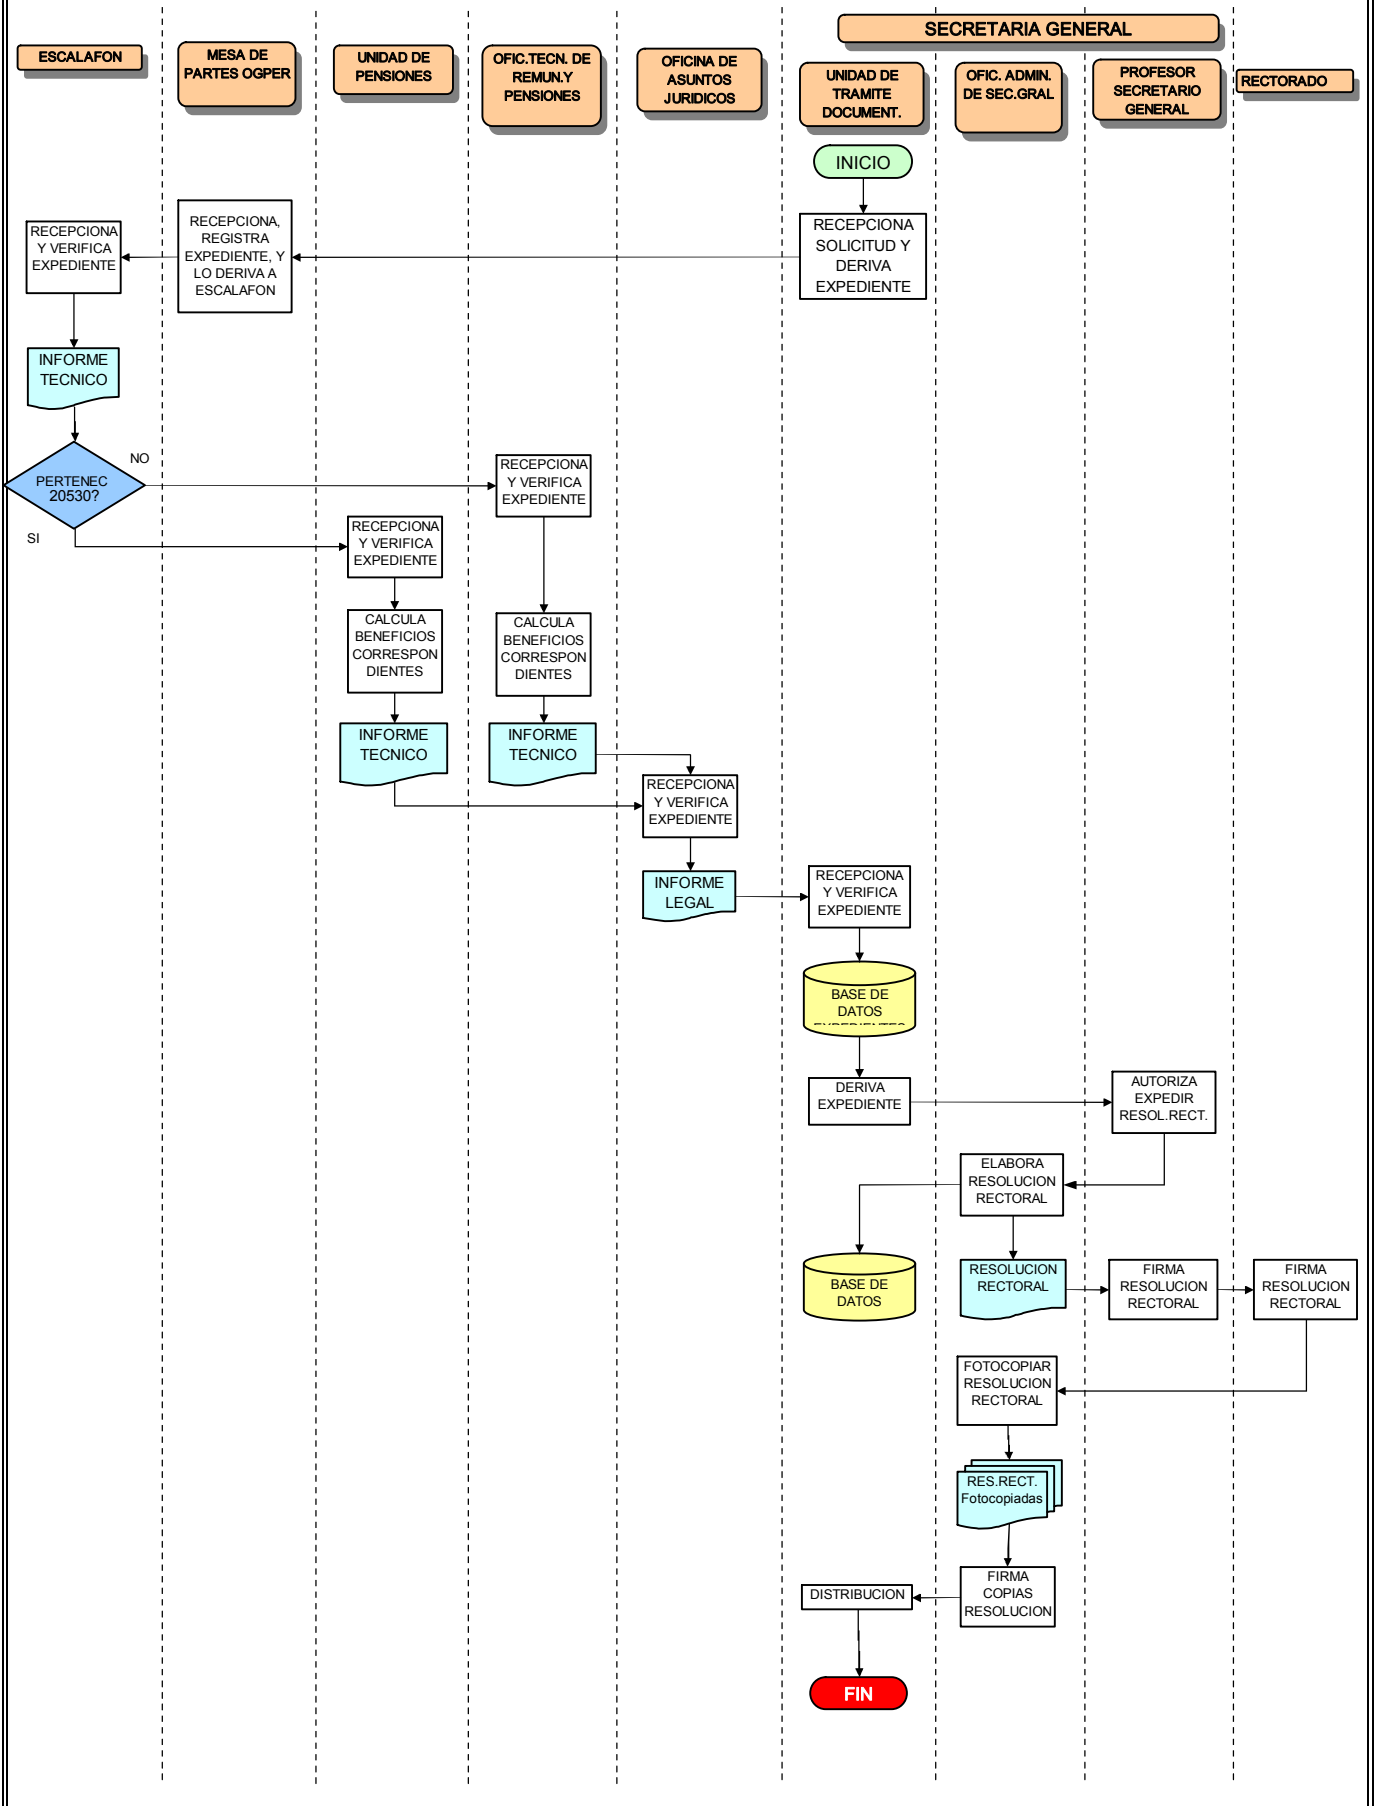 SECRETARIA GENERAL
ESCALAFON
MESA DE
PARTES OGPER
UNIDAD DE
PENSIONES
OFIC.TECN. DE
REMUN.Y
PENSIONES
OFICINA DE
ASUNTOS
JURIDICOS
UNIDAD DE
TRAMITE
DOCUMENT.
OFIC. ADMIN.
DE SEC.GRAL
PROFESOR
SECRETARIO
GENERAL
RECTORADO
INICIO
RECEPCIONA
SOLICITUD Y
DERIVA
EXPEDIENTE
RECEPCIONA,
REGISTRA
EXPEDIENTE, Y
LO DERIVA A
ESCALAFON
RECEPCIONA
Y VERIFICA
EXPEDIENTE
INFORME
TECNICO
PERTENEC
20530?
NO
SI
RECEPCIONA
Y VERIFICA
EXPEDIENTE
RECEPCIONA
Y VERIFICA
EXPEDIENTE
CALCULA
BENEFICIOS
CORRESPON
DIENTES
CALCULA
BENEFICIOS
CORRESPON
DIENTES
INFORME
TECNICO
INFORME
TECNICO
RECEPCIONA
Y VERIFICA
EXPEDIENTE
INFORME
LEGAL
RECEPCIONA
Y VERIFICA
EXPEDIENTE
BASE DE
DATOS
EXPEDIENTES
DERIVA
EXPEDIENTE
AUTORIZA
EXPEDIR
RESOL.RECT.
ELABORA
RESOLUCION
RECTORAL
BASE DE
DATOS
RESOLUCION
RECTORAL
FIRMA
RESOLUCION
RECTORAL
FIRMA
RESOLUCION
RECTORAL
FOTOCOPIAR
RESOLUCION
RECTORAL
RES.RECT.
Fotocopiadas
FIRMA
COPIAS
RESOLUCION
DISTRIBUCION
FIN